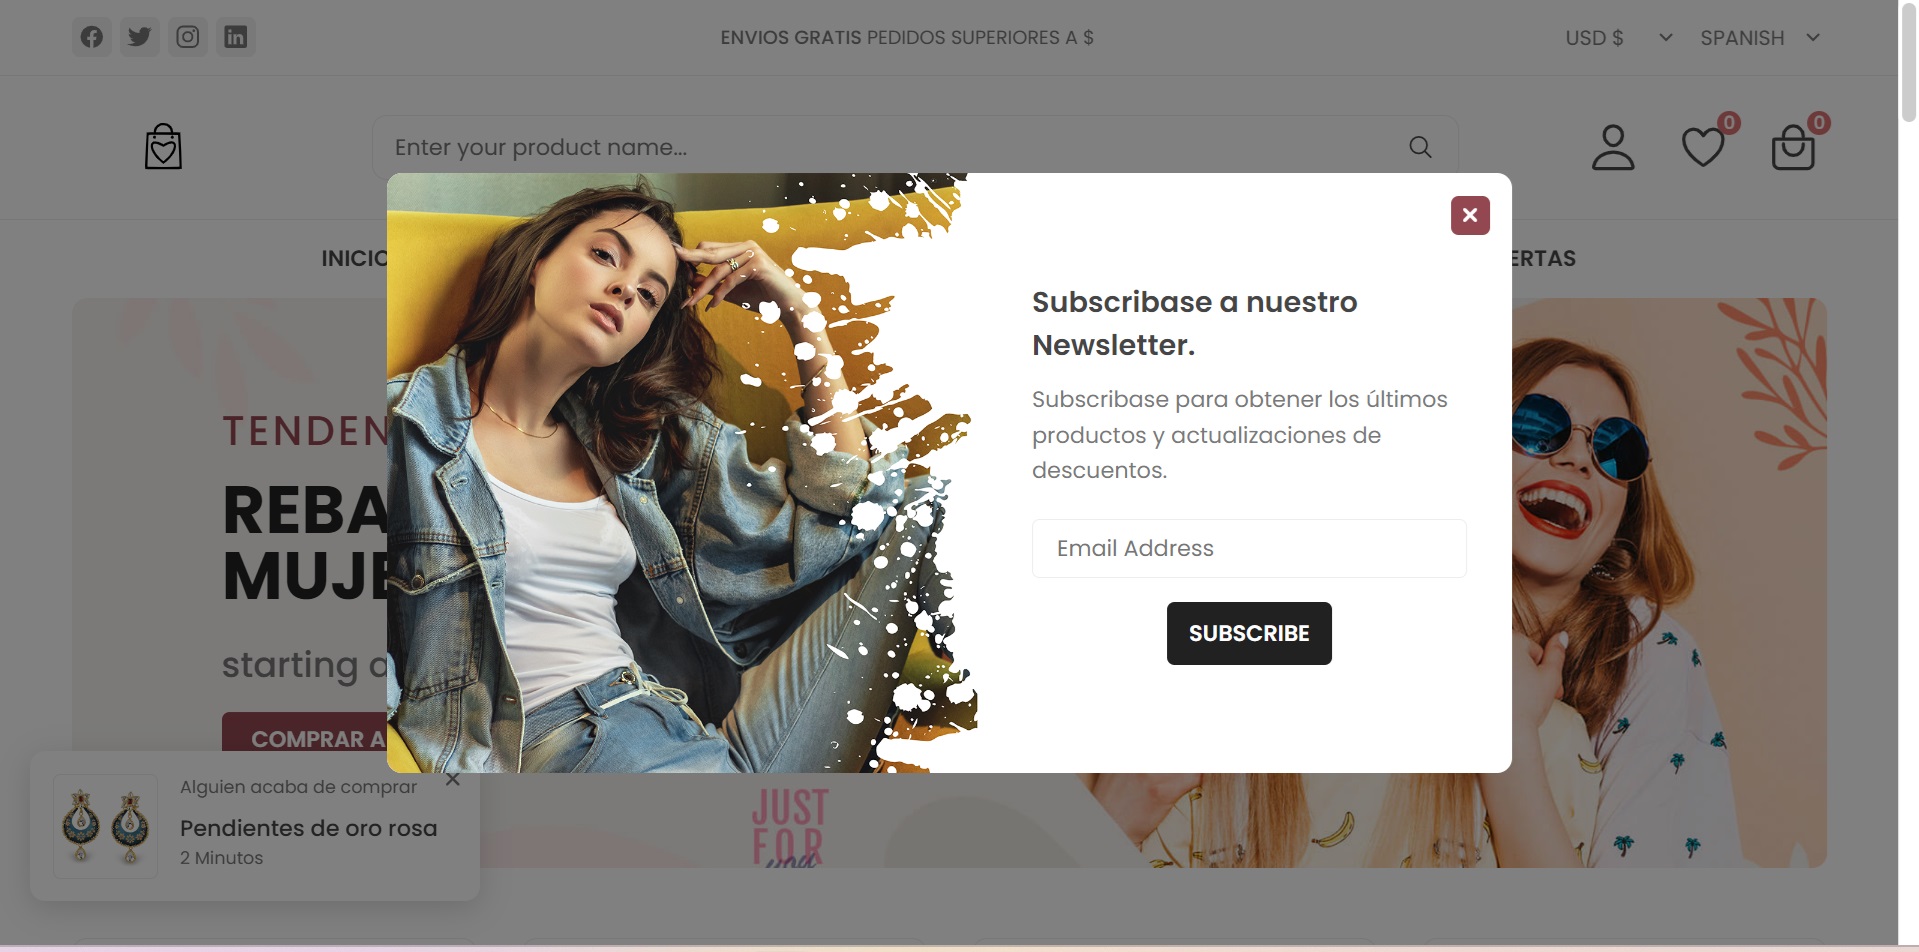 ENVIOS GRATIS PEDIDOS SUPERIORES A $
USD $
SPANISH
Enter your product name...
0
0
INICIO
ERTAS
Subscribase a nuestro
Newsletter.
Subscribase para obtener los últimos
productos y actualizaciones de
descuentos.
Email Address
SUBSCRIBE
TENDEN
REBA
MUJE
starting a
COMPRAR A
Alguien acaba de comprar
Pendientes de oro rosa
2 Minutos
JUST
FOR
you